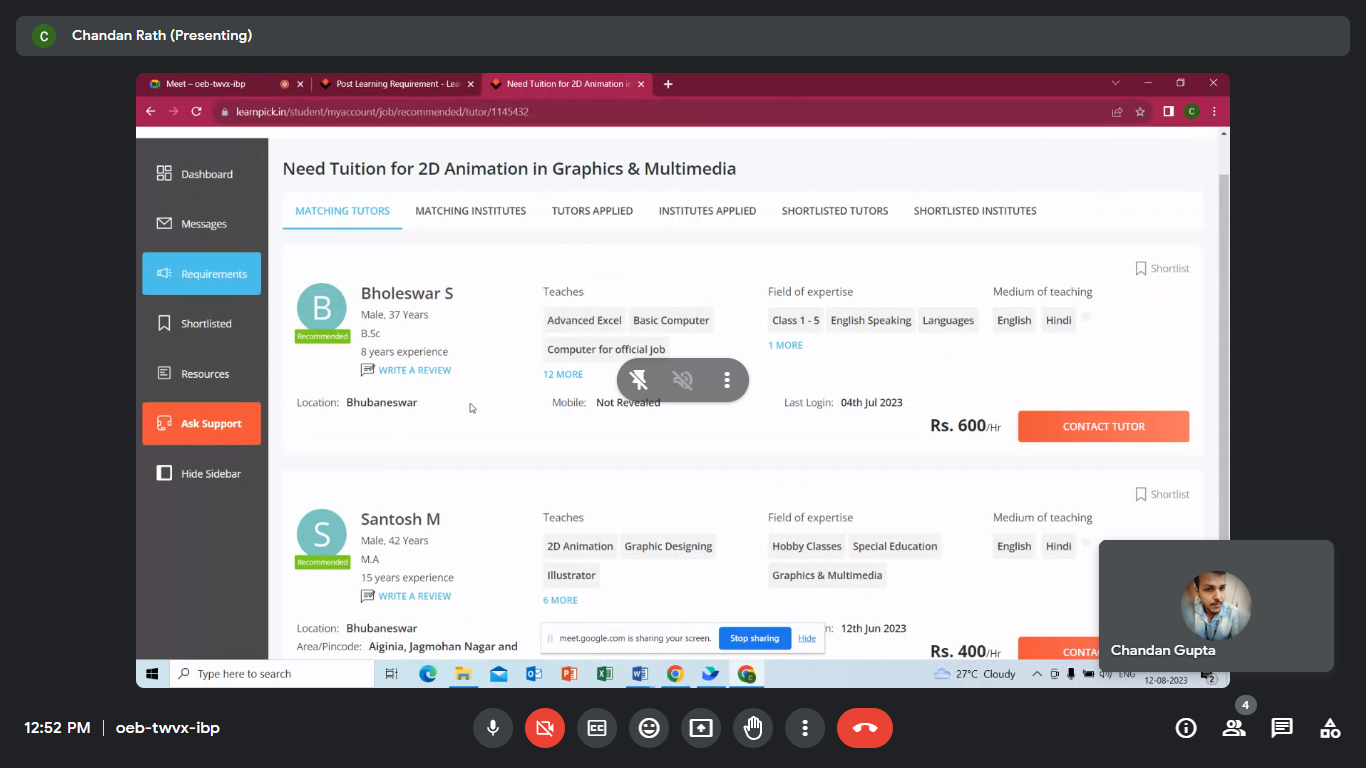 C Chandan Rath (Presenting)
Meet – oeb-twvx-ibp
Post Learning Requirement - Lea
Need Tuition for 2D Animation in
learnpick.in/student/myaccount/job/recommended/tutor/1145432
C
Dashboard
Messages
Requirements
Shortlisted
Resources
Ask Support
Hide Sidebar
Need Tuition for 2D Animation in Graphics & Multimedia
MATCHING TUTORS MATCHING INSTITUTES TUTORS APPLIED INSTITUTES APPLIED SHORTLISTED TUTORS SHORTLISTED INSTITUTES
Shortlist
B
Recommended
Bholeswar S
Male, 37 Years
B.Sc
8 years experience
WRITE A REVIEW
Teaches
Advanced Excel Basic Computer
Computer for official job
12 MORE
Field of expertise
Class 1 - 5 English Speaking Languages
1 MORE
Medium of teaching
English Hindi
Location: Bhubaneswar
Mobile: Not Revealed
Last Login: 04th Jul 2023
Rs. 600/Hr
CONTACT TUTOR
Shortlist
S
Recommended
Santosh M
Male, 42 Years
M.A
15 years experience
WRITE A REVIEW
Teaches
2D Animation Graphic Designing
Illustrator
6 MORE
Field of expertise
Hobby Classes Special Education
Graphics & Multimedia
Medium of teaching
English Hindi
Location: Bhubaneswar
Area/Pincode: Aiginia, Jagmohan Nagar and
12th Jun 2023
Rs. 400/Hr
meet.google.com is sharing your screen. Stop sharing Hide
Chandan Gupta
Type here to search
27°C Cloudy
ENG
12-08-2023
2
12:52 PM | oeb-twvx-ibp
4